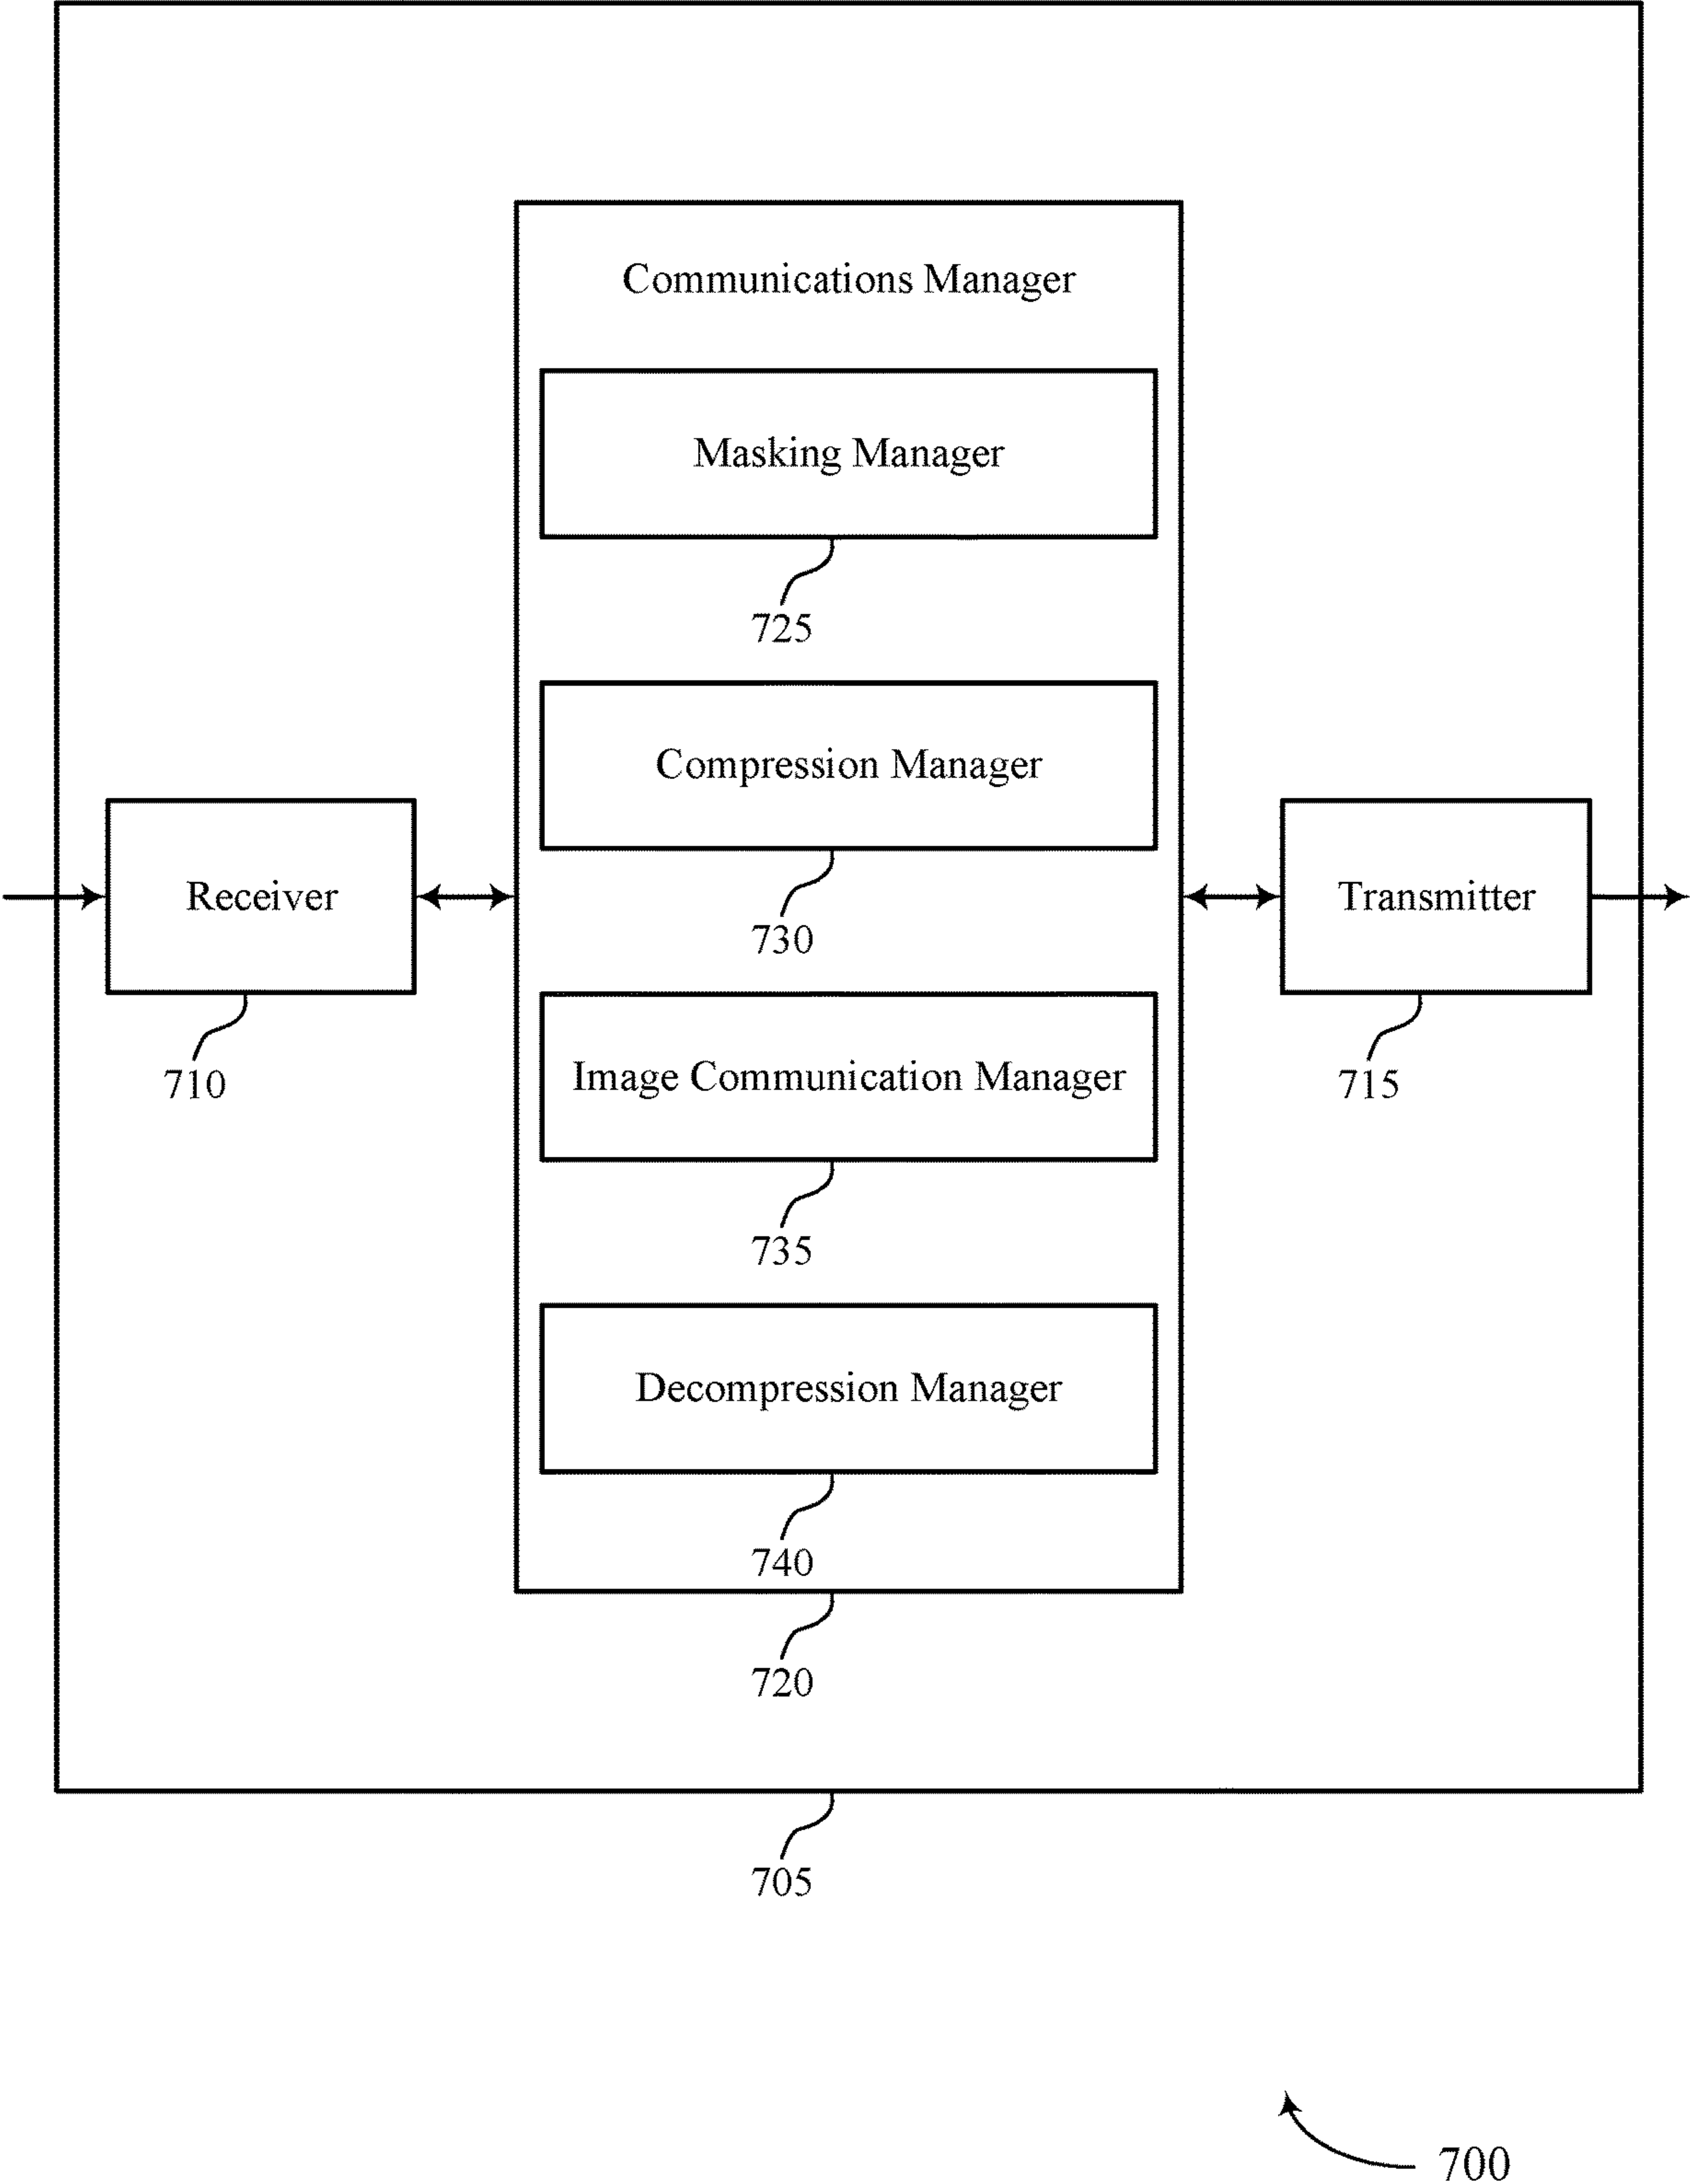 Communications Manager
Masking Manager
725
Compression Manager
730
Receiver
710
Transmitter
715
Image Communication Manager
735
Decompression Manager
740
720
705
700